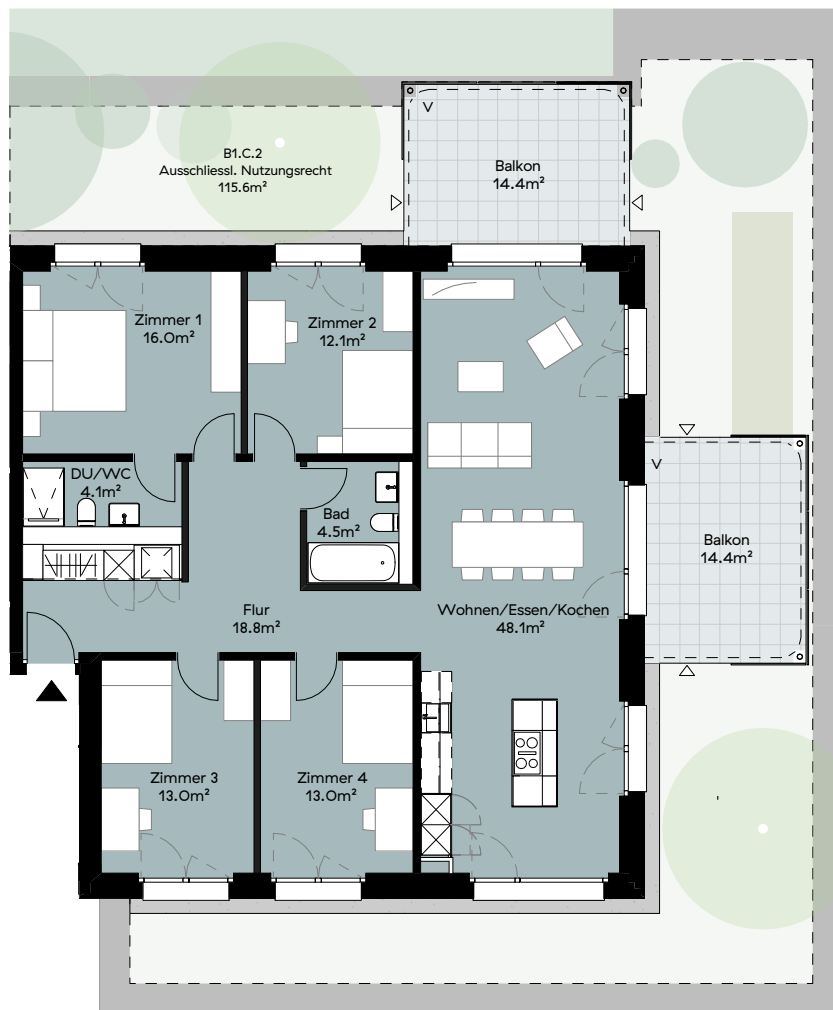 B1.C.2
Ausschliessl. Nutzungsrecht
115.6m²
V
Balkon
14.4m²
Zimmer 1
16.0m²
Zimmer 2
12.1m²
DU/WC
4.1m²
Bad
4.5m²
V
Balkon
14.4m²
Flur
18.8m²
Wohnen/Essen/Kochen
48.1m²
Zimmer 3
13.0m²
Zimmer 4
13.0m²